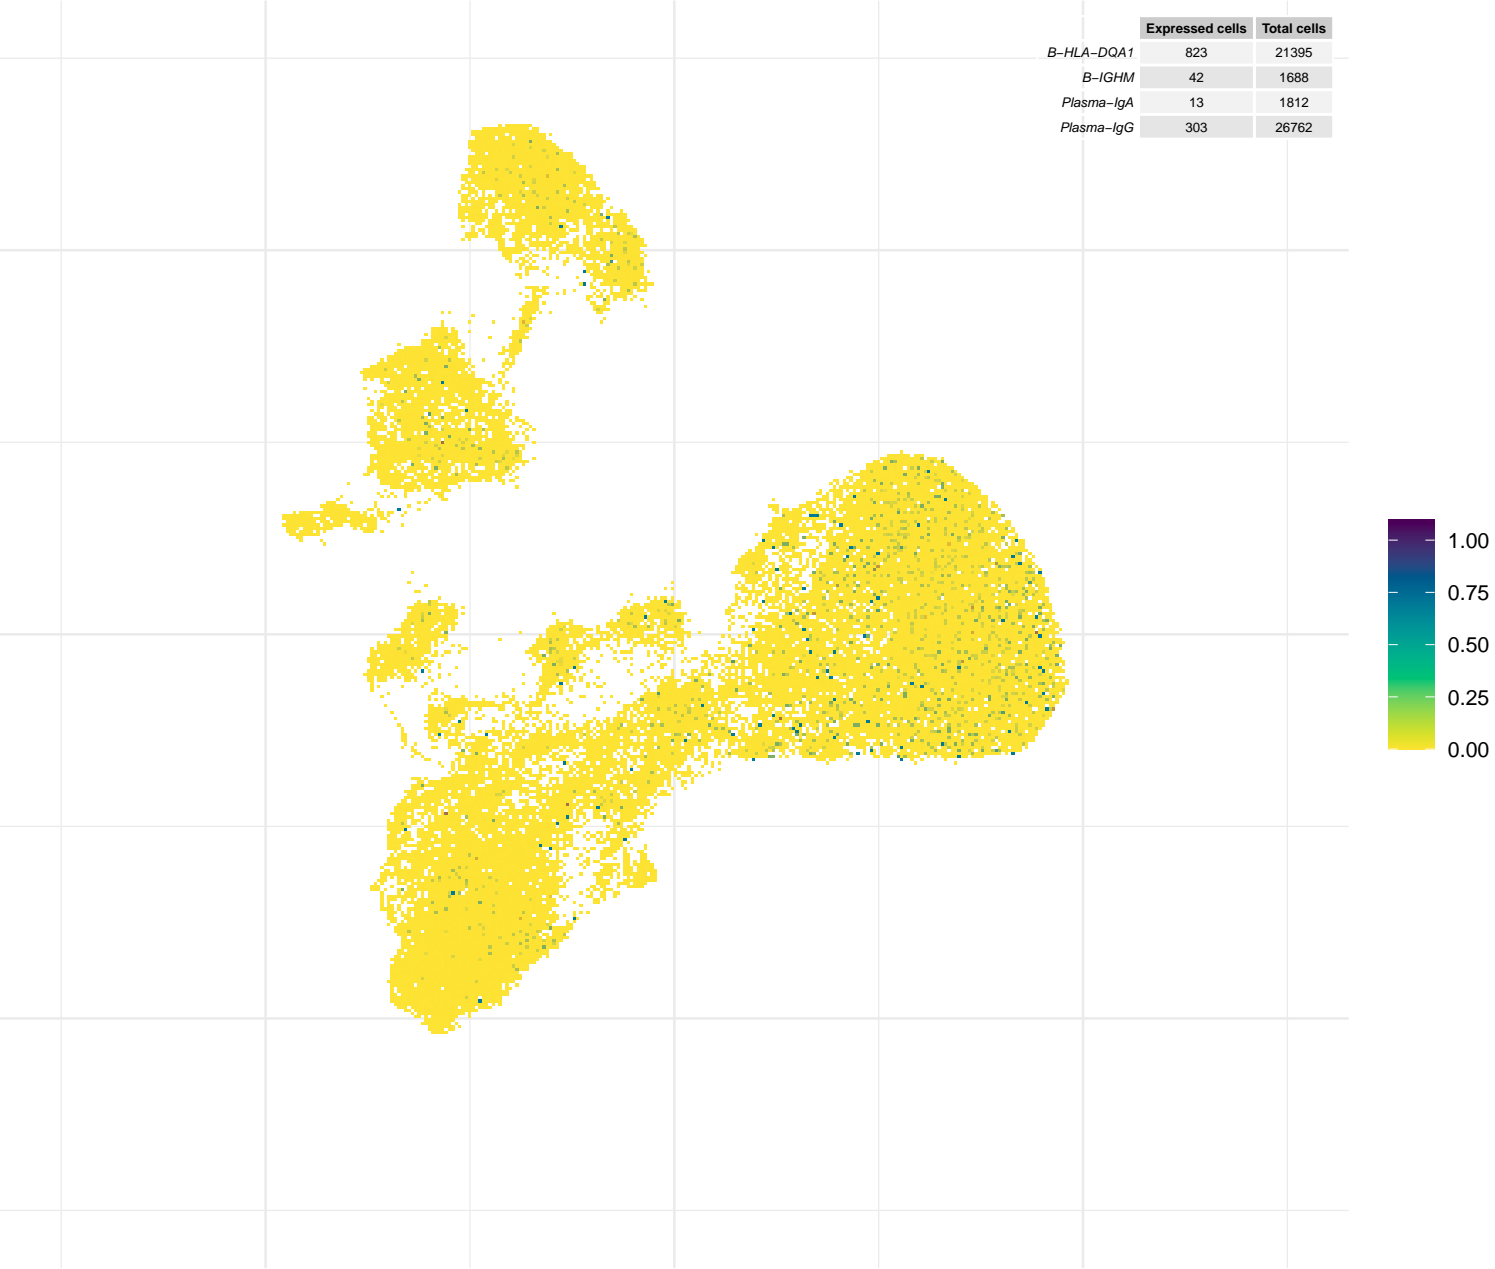 Expressed cells Total cells
B−HLA−DQA1 823 21395
B−IGHM 42 1688
Plasma−IgA 13 1812
Plasma−IgG 303 26762
1.00
0.75
0.50
0.25
0.00